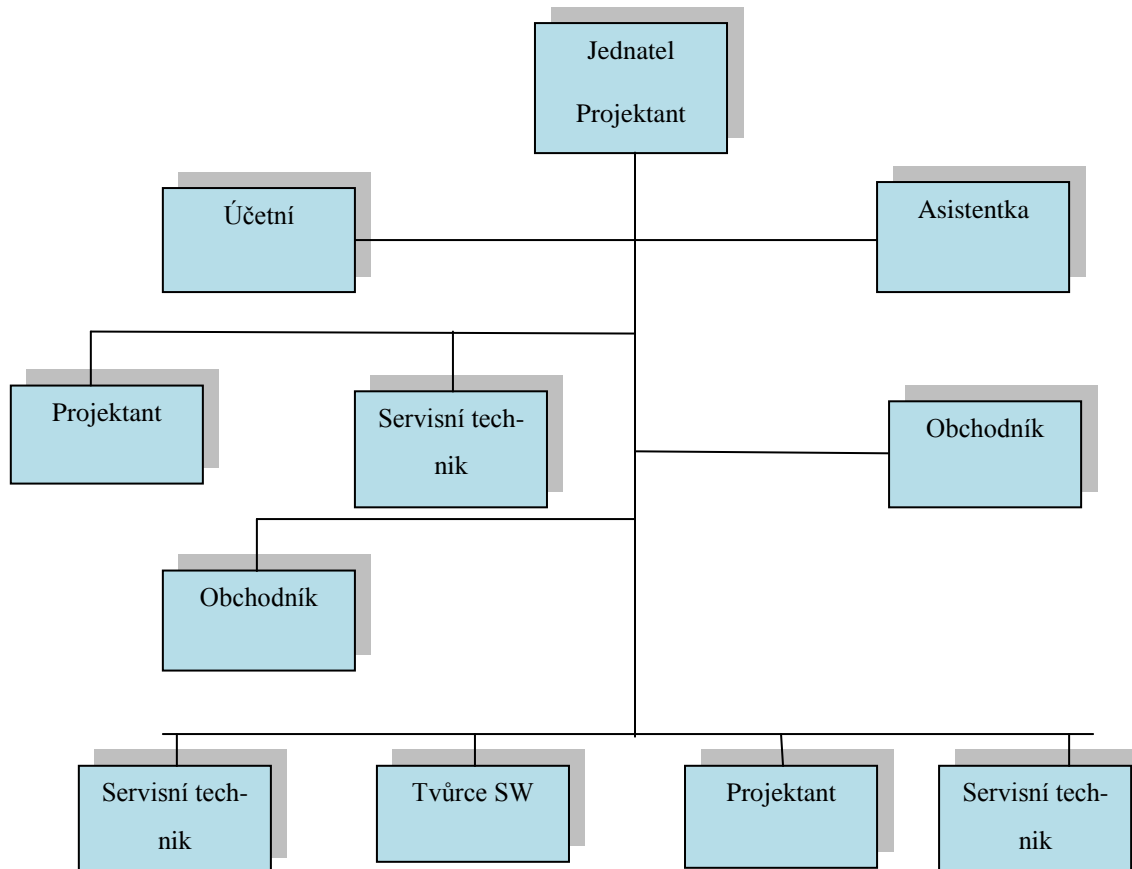 Jednatel
Projektant
Účetní
Asistentka
Projektant
Servisní tech-
nik
Obchodník
Obchodník
Servisní tech-
nik
Tvůrce SW
Projektant
Servisní tech-
nik